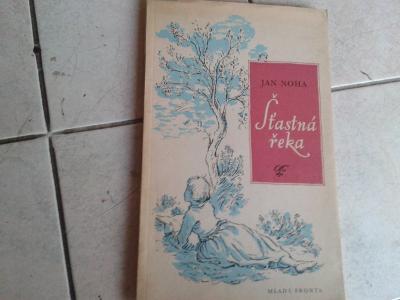 JAN NOHA
Šťastná
řeka
MLADÁ FRONTA